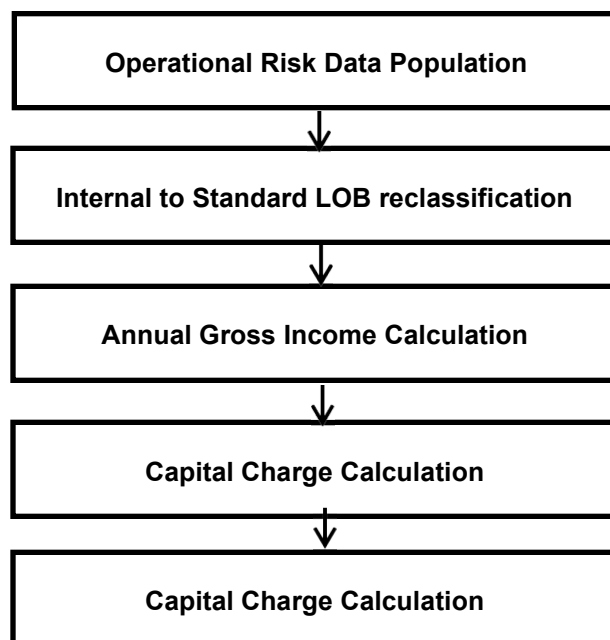 Operational Risk Data Population
Internal to Standard LOB reclassification
Annual Gross Income Calculation
Capital Charge Calculation
Capital Charge Calculation